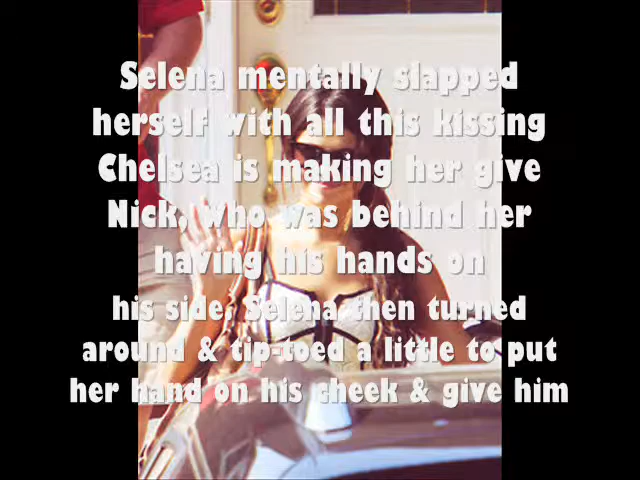 Selena mentally slapped
herself with all this kissing
Chelsea is making her give
Nick, who was behind her
having his hands on
his side. Selena then turned
around & tip-toed a little to put
her hand on his cheek & give him